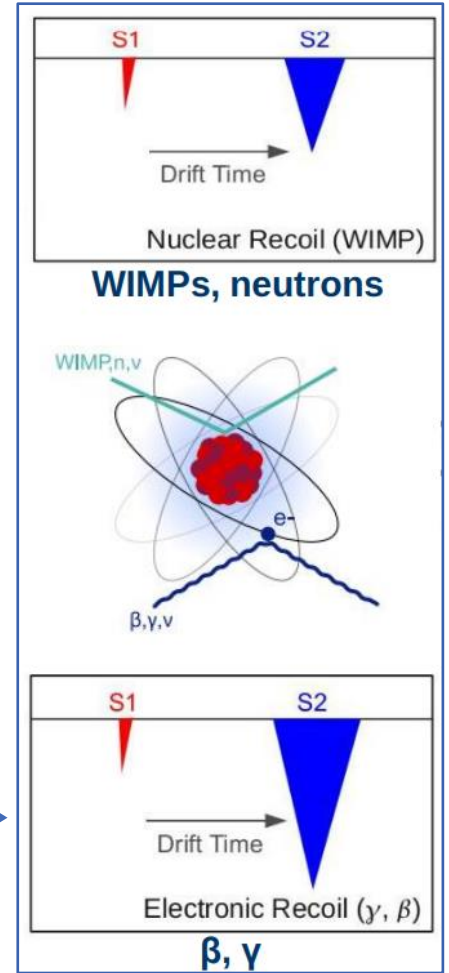 S1 S2
Drift Time
Nuclear Recoil (WIMP)
WIMPs, neutrons
WIMP,n,ν
e-
β,γ,ν
S1 S2
Drift Time
Electronic Recoil (γ, β)
β, γ